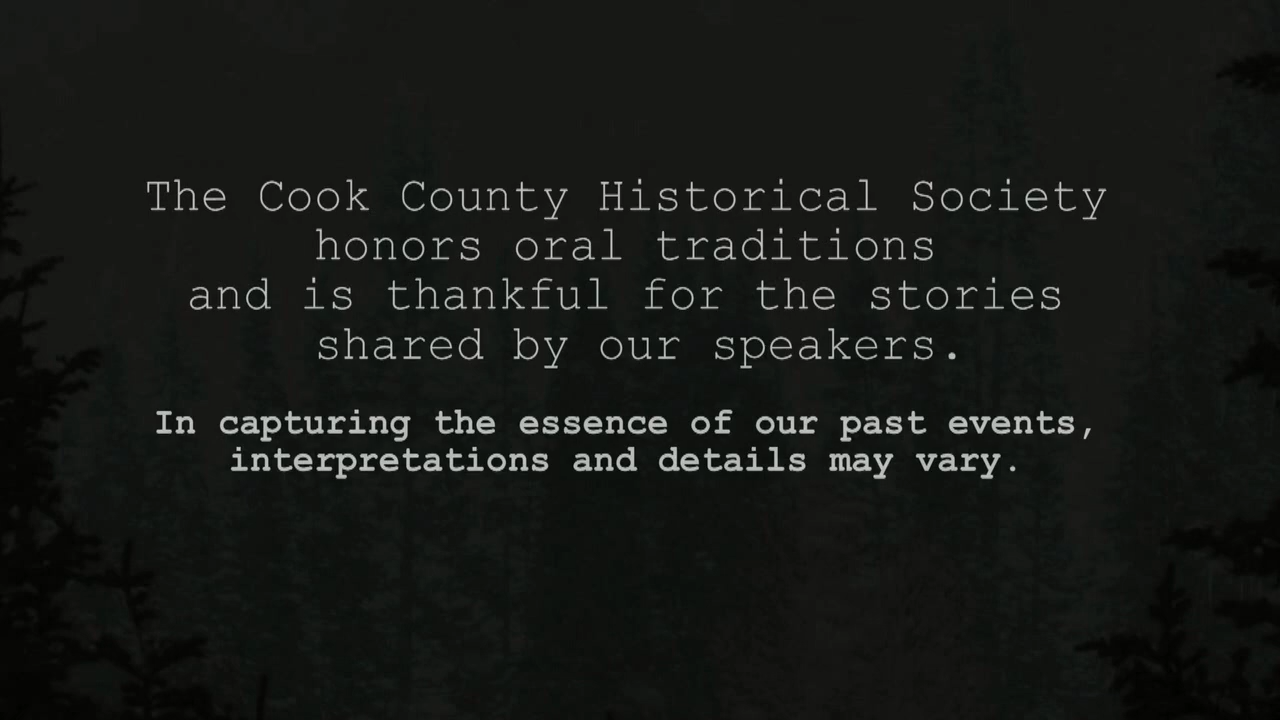 The Cook County Historical Society
honors oral traditions
and is thankful for the stories
shared by our speakers.
In capturing the essence of our past events,
interpretations and details may vary.